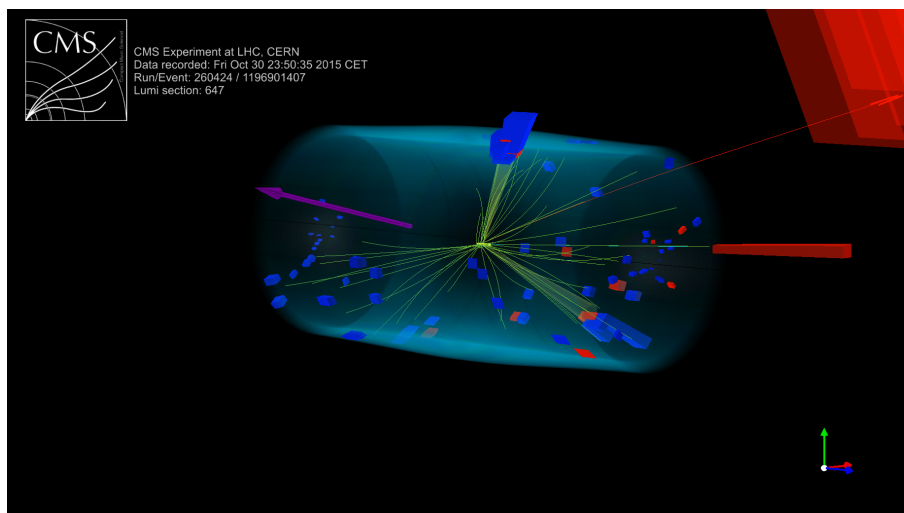 CMS
CMS Experiment at LHC, CERN
Data recorded: Fri Oct 30 23:50:35 2015 CET
Run/Event: 260424 / 1196901407
Lumi section: 647